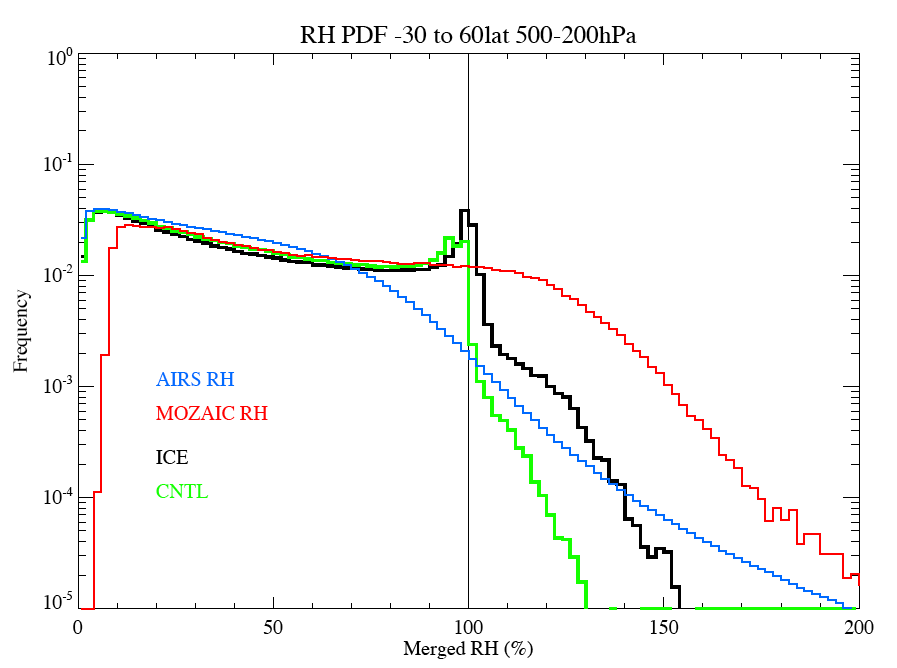 RH PDF -30 to 60lat 500-200hPa
10^0
10^-1
10^-2
10^-3
10^-4
10^-5
Frequency
AIRS RH
MOZAIC RH
ICE
CNTL
0 50 100 150 200
Merged RH (%)